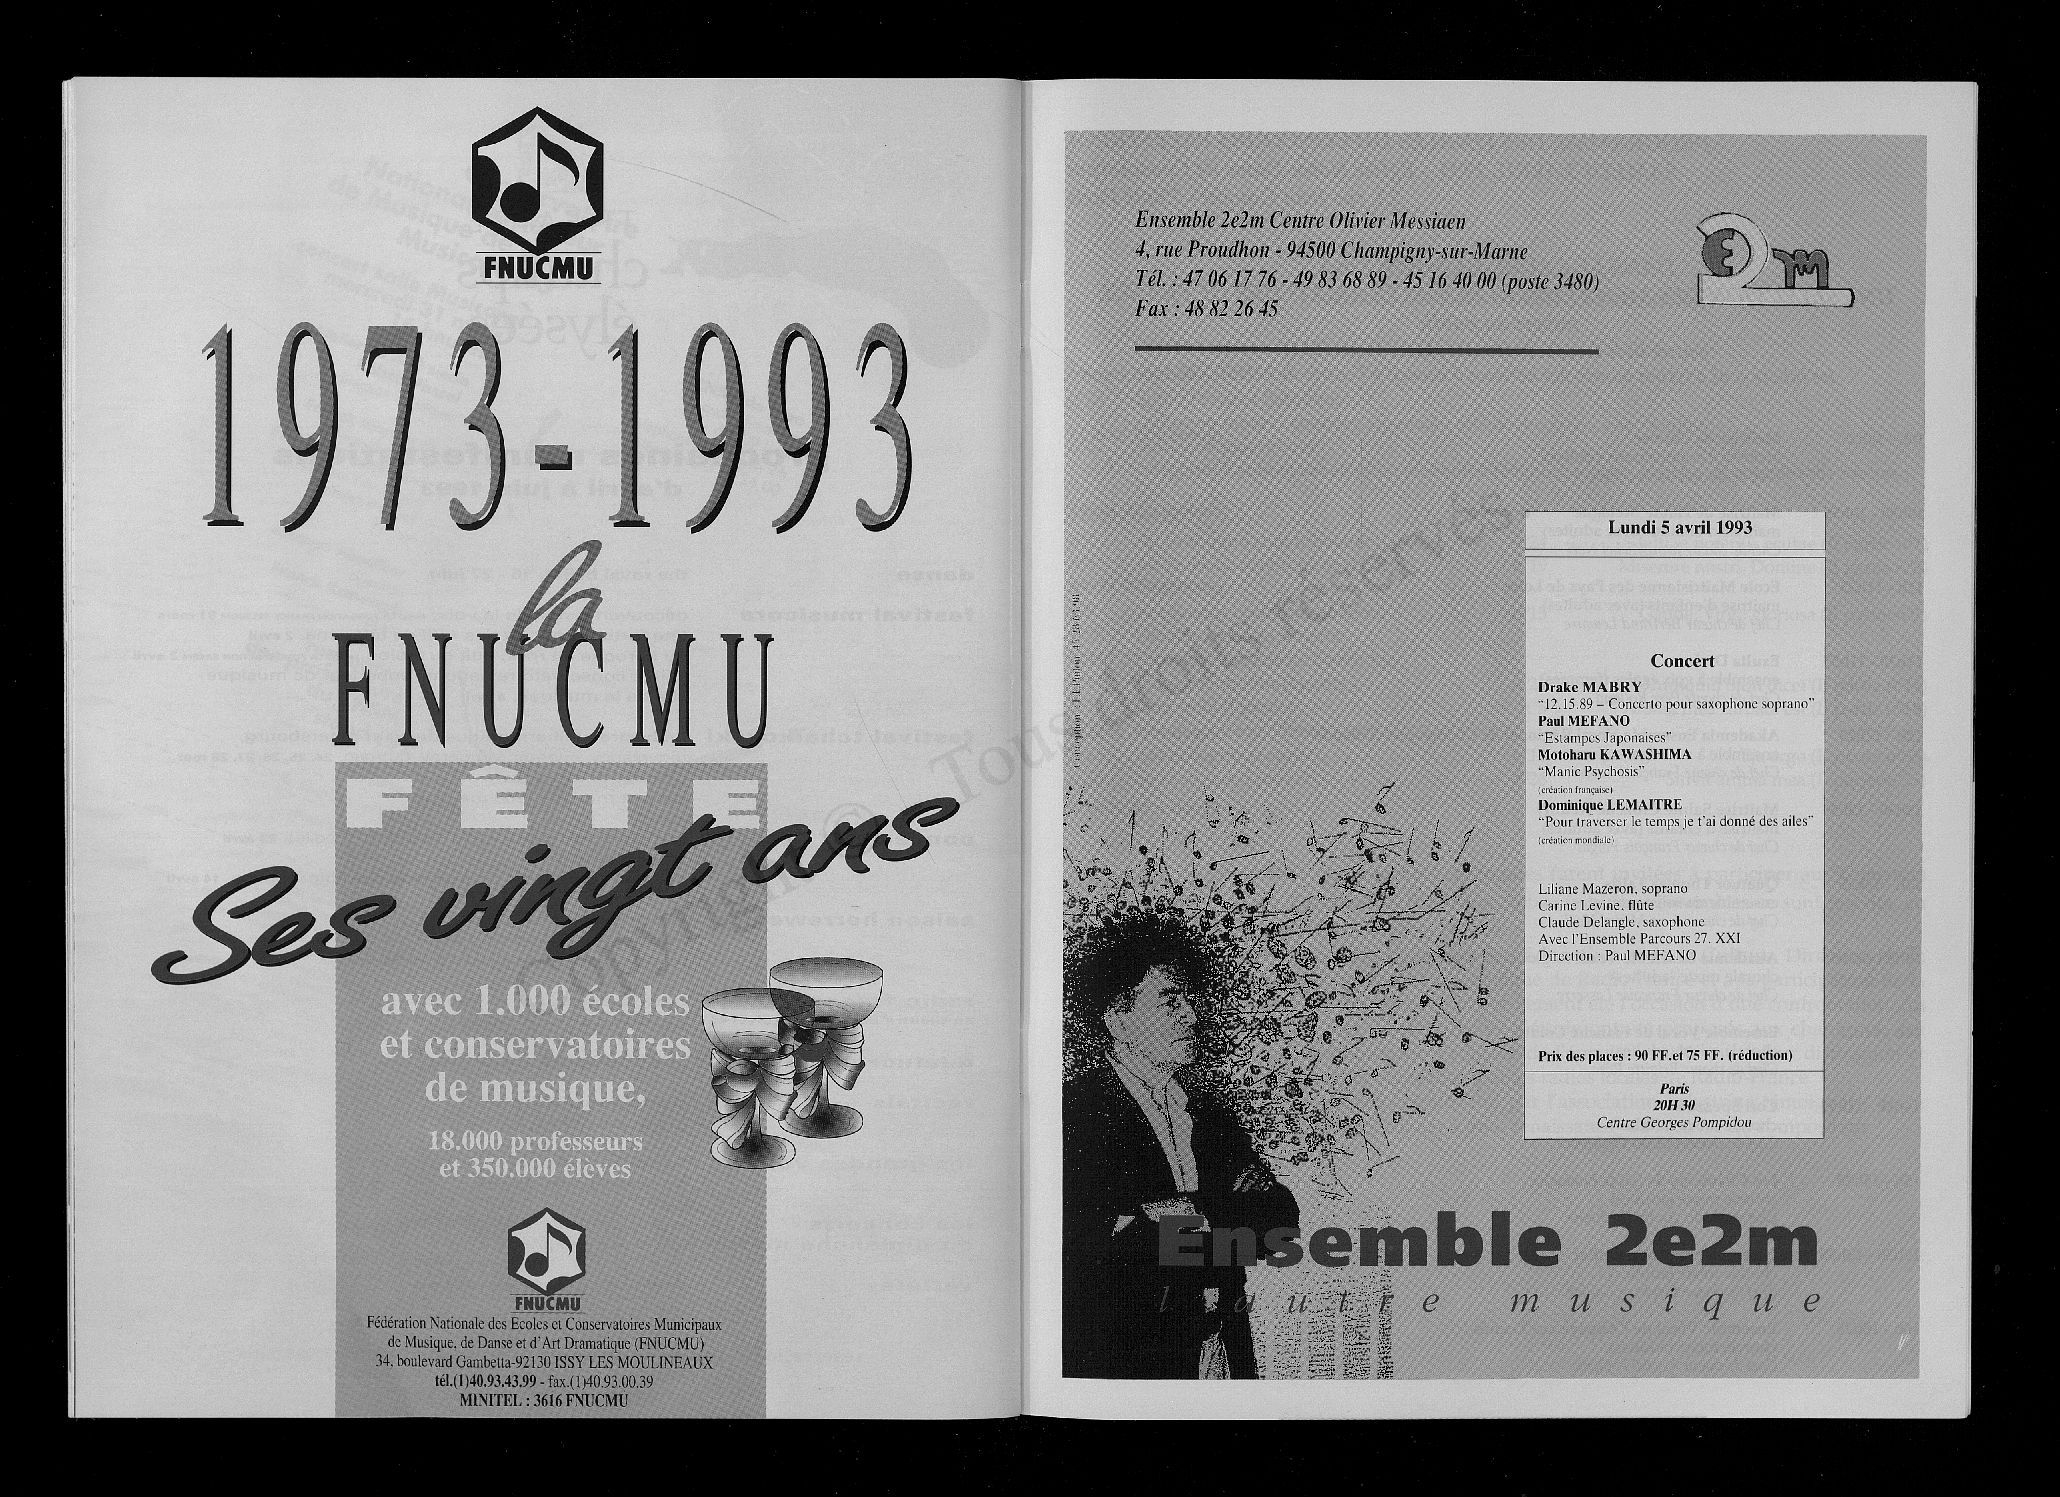 FNUCMU
1973-1993
la
FNUCMU
FÊTE
Ses vingt ans
avec 1.000 écoles
et conservatoires
de musique,
18.000 professeurs
et 350.000 élèves
FNUCMU
Fédération Nationale des Ecoles et Conservatoires Municipaux
de Musique, de Danse et d'Art Dramatique (FNUCMU)
34, boulevard Gambetta-92130 ISSY LES MOULINEAUX
tél.(1)40.93.43.99 - fax.(1)40.93.00.39
MINITEL : 3616 FNUCMU
Ensemble 2e2m Centre Olivier Messiaen
4, rue Proudhon - 94500 Champigny-sur-Marne
Tél. : 47 06 17 76 - 49 83 68 89 - 45 16 40 00 (poste 3480)
Fax : 48 82 26 45
2
E
m
Lundi 5 avril 1993
Concert
Drake MABRY
"12.15.89 – Concerto pour saxophone soprano"
Paul MEFANO
"Estampes Japonaises"
Motoharu KAWASHIMA
"Manic Psychosis"
(création française)
Dominique LEMAITRE
"Pour traverser le temps je t'ai donné des ailes"
(création mondiale)
Liliane Mazeron, soprano
Carine Levine, flûte
Claude Delangle, saxophone
Avec l'Ensemble Parcours 27. XXI
Direction : Paul MEFANO
Prix des places : 90 FF.et 75 FF. (réduction)
Paris
20H 30
Centre Georges Pompidou
Ensemble 2e2m
l'autre musique
Copyright © Tous droits réservés